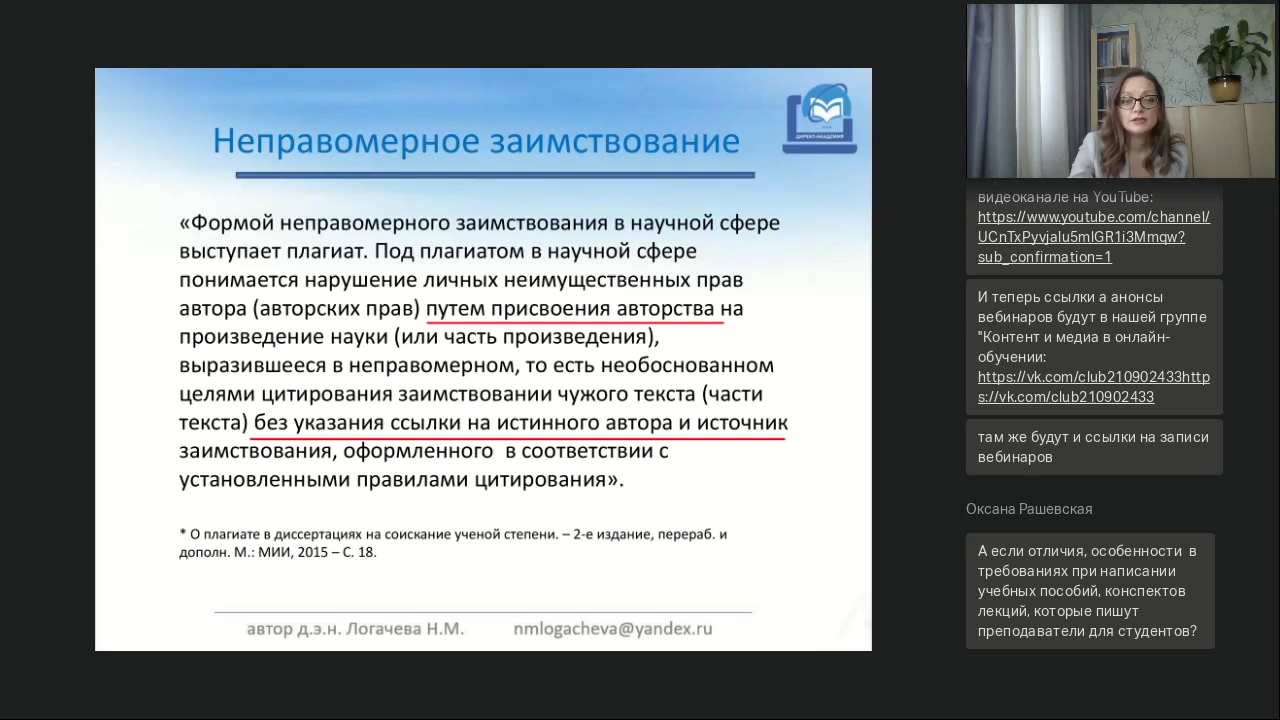 Неправомерное заимствование
ДИРЕКТ-АКАДЕМИЯ
«Формой неправомерного заимствования в научной сфере
выступает плагиат. Под плагиатом в научной сфере
понимается нарушение личных неимущественных прав
автора (авторских прав) путем присвоения авторства на
произведение науки (или часть произведения),
выразившееся в неправомерном, то есть необоснованном
целями цитирования заимствовании чужого текста (части
текста) без указания ссылки на истинного автора и источник
заимствования, оформленного в соответствии с
установленными правилами цитирования».
* О плагиате в диссертациях на соискание ученой степени. – 2-е издание, перераб. и
дополн. М.: МИИ, 2015 – С. 18.
автор д.э.н. Логачева Н.М. nmlogacheva@yandex.ru
видеоканале на YouTube:
https://www.youtube.com/channel/
UCnTxPyvjalu5mlGR1i3Mmqw?
sub_confirmation=1
И теперь ссылки а анонсы
вебинаров будут в нашей группе
"Контент и медиа в онлайн-
обучении:
https://vk.com/club210902433http
s://vk.com/club210902433
там же будут и ссылки на записи
вебинаров
Оксана Рашевская
А если отличия, особенности в
требованиях при написании
учебных пособий, конспектов
лекций, которые пишут
преподаватели для студентов?